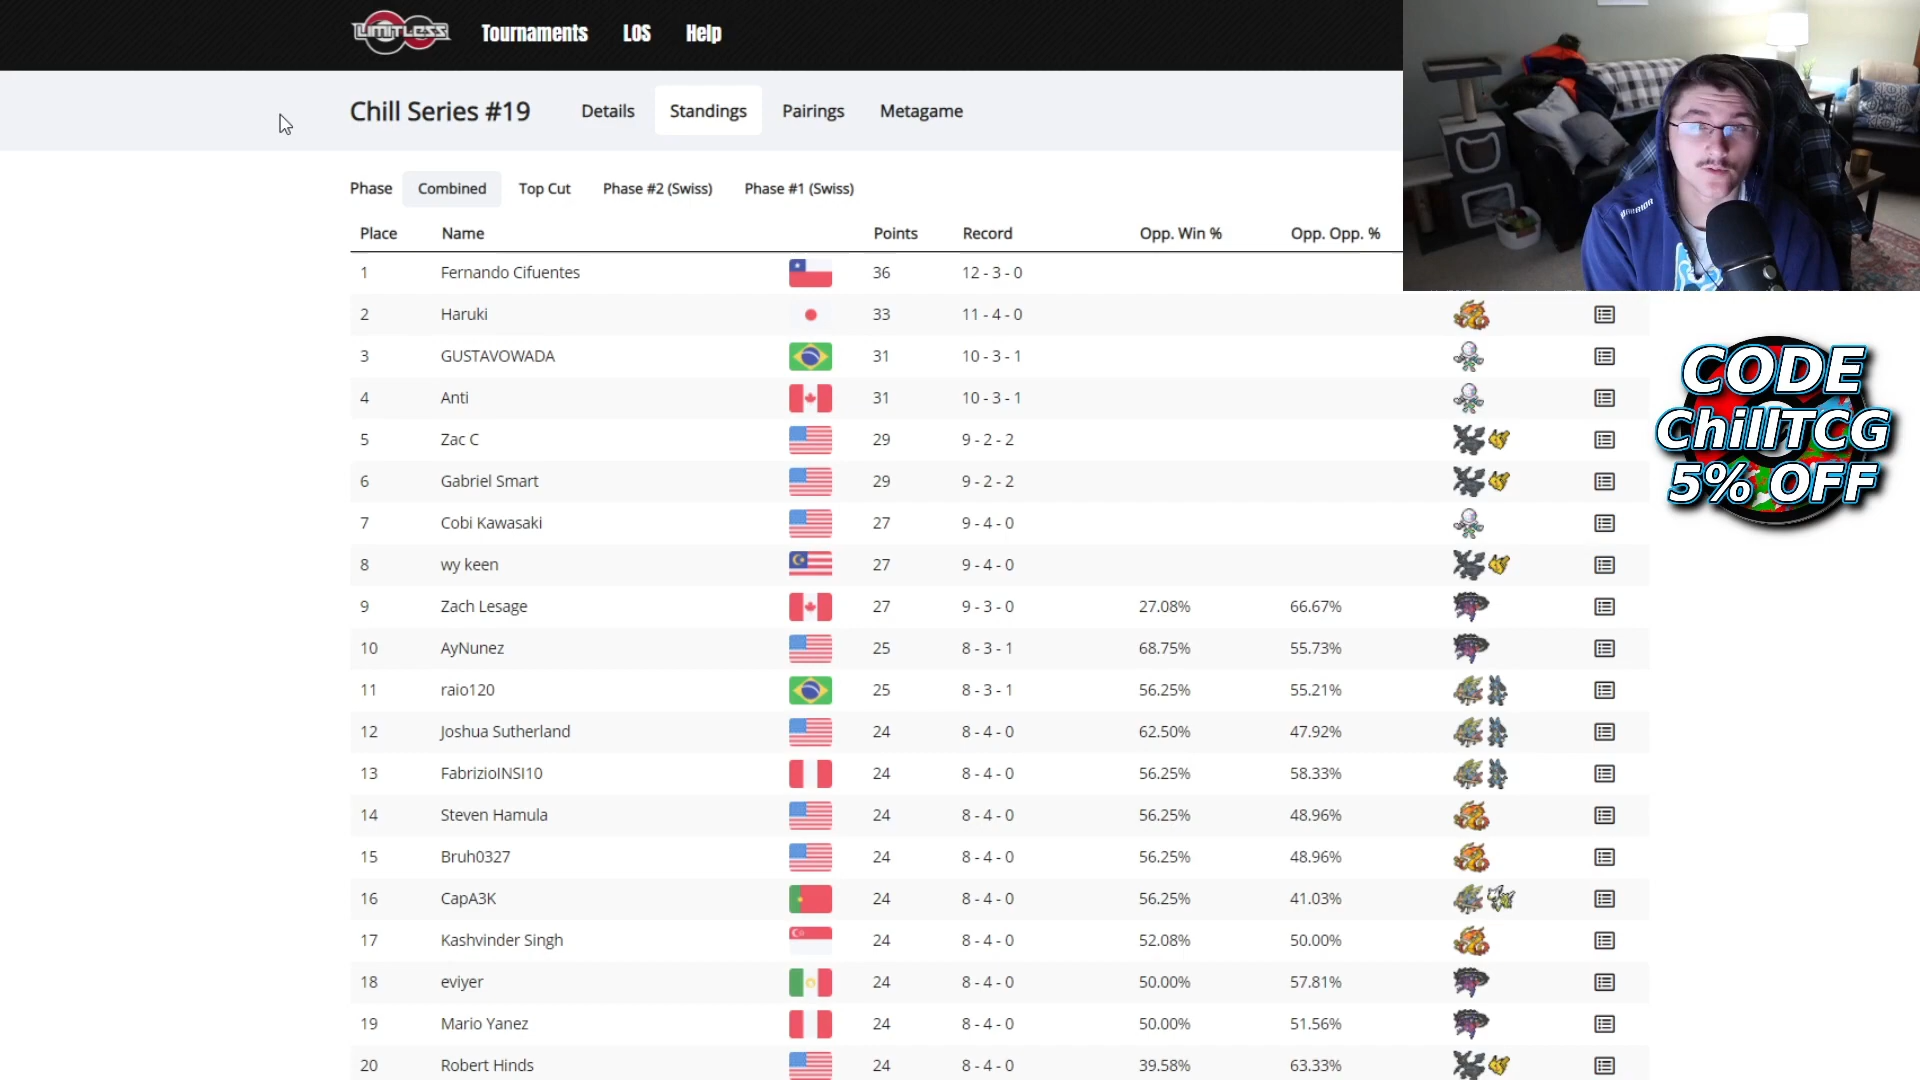 LIMITLESS Tournaments LOS Help
Chill Series #19 Details Standings Pairings Metagame
Phase Combined Top Cut Phase #2 (Swiss) Phase #1 (Swiss)
Place Name Points Record Opp. Win % Opp. Opp. %
1 Fernando Cifuentes 36 12 - 3 - 0
2 Haruki 33 11 - 4 - 0
3 GUSTAVOWADA 31 10 - 3 - 1
4 Anti 31 10 - 3 - 1
5 Zac C 29 9 - 2 - 2
6 Gabriel Smart 29 9 - 2 - 2
7 Cobi Kawasaki 27 9 - 4 - 0
8 wy keen 27 9 - 4 - 0
9 Zach Lesage 27 9 - 3 - 0 27.08% 66.67%
10 AyNunez 25 8 - 3 - 1 68.75% 55.73%
11 raio120 25 8 - 3 - 1 56.25% 55.21%
12 Joshua Sutherland 24 8 - 4 - 0 62.50% 47.92%
13 FabrizioINSI10 24 8 - 4 - 0 56.25% 58.33%
14 Steven Hamula 24 8 - 4 - 0 56.25% 48.96%
15 Bruh0327 24 8 - 4 - 0 56.25% 48.96%
16 CapA3K 24 8 - 4 - 0 56.25% 41.03%
17 Kashvinder Singh 24 8 - 4 - 0 52.08% 50.00%
18 eviyer 24 8 - 4 - 0 50.00% 57.81%
19 Mario Yanez 24 8 - 4 - 0 50.00% 51.56%
20 Robert Hinds 24 8 - 4 - 0 39.58% 63.33%
WARRIOR
CODE
ChillTCG
5% OFF